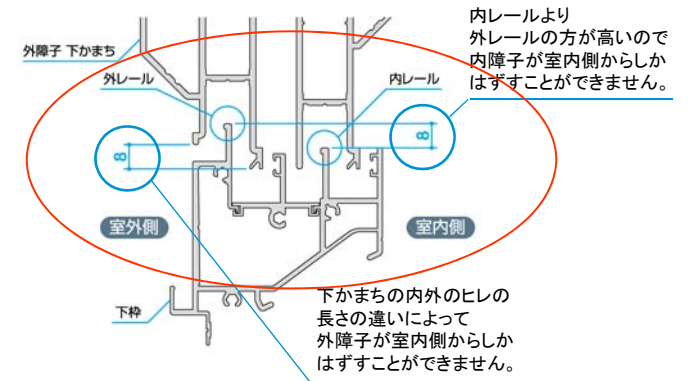 内レールより
外レールの方が高いので
内障子が室内側からしか
はずすことができません。
外障子 下かまち
外レール
内レール
8
8
室外側
室内側
下枠
下かまちの内外のヒレの
長さの違いによって
外障子が室内側からしか
はずすことができません。